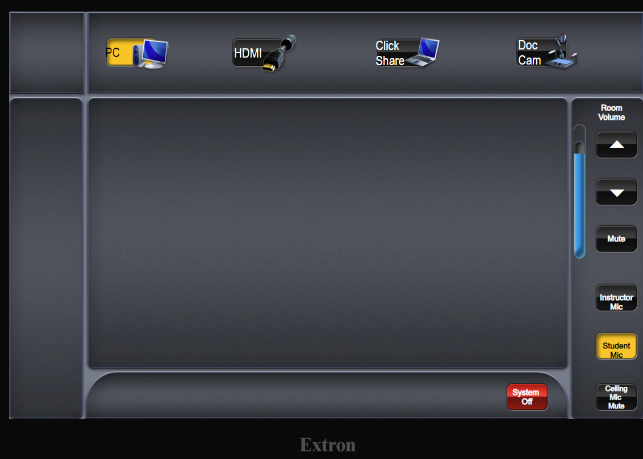 PC
HDMI
Click
Share
Doc
Cam
Room
Volume
Mute
Instructor
Mic
Student
Mic
Ceiling
Mic
Mute
System
Off
Extron